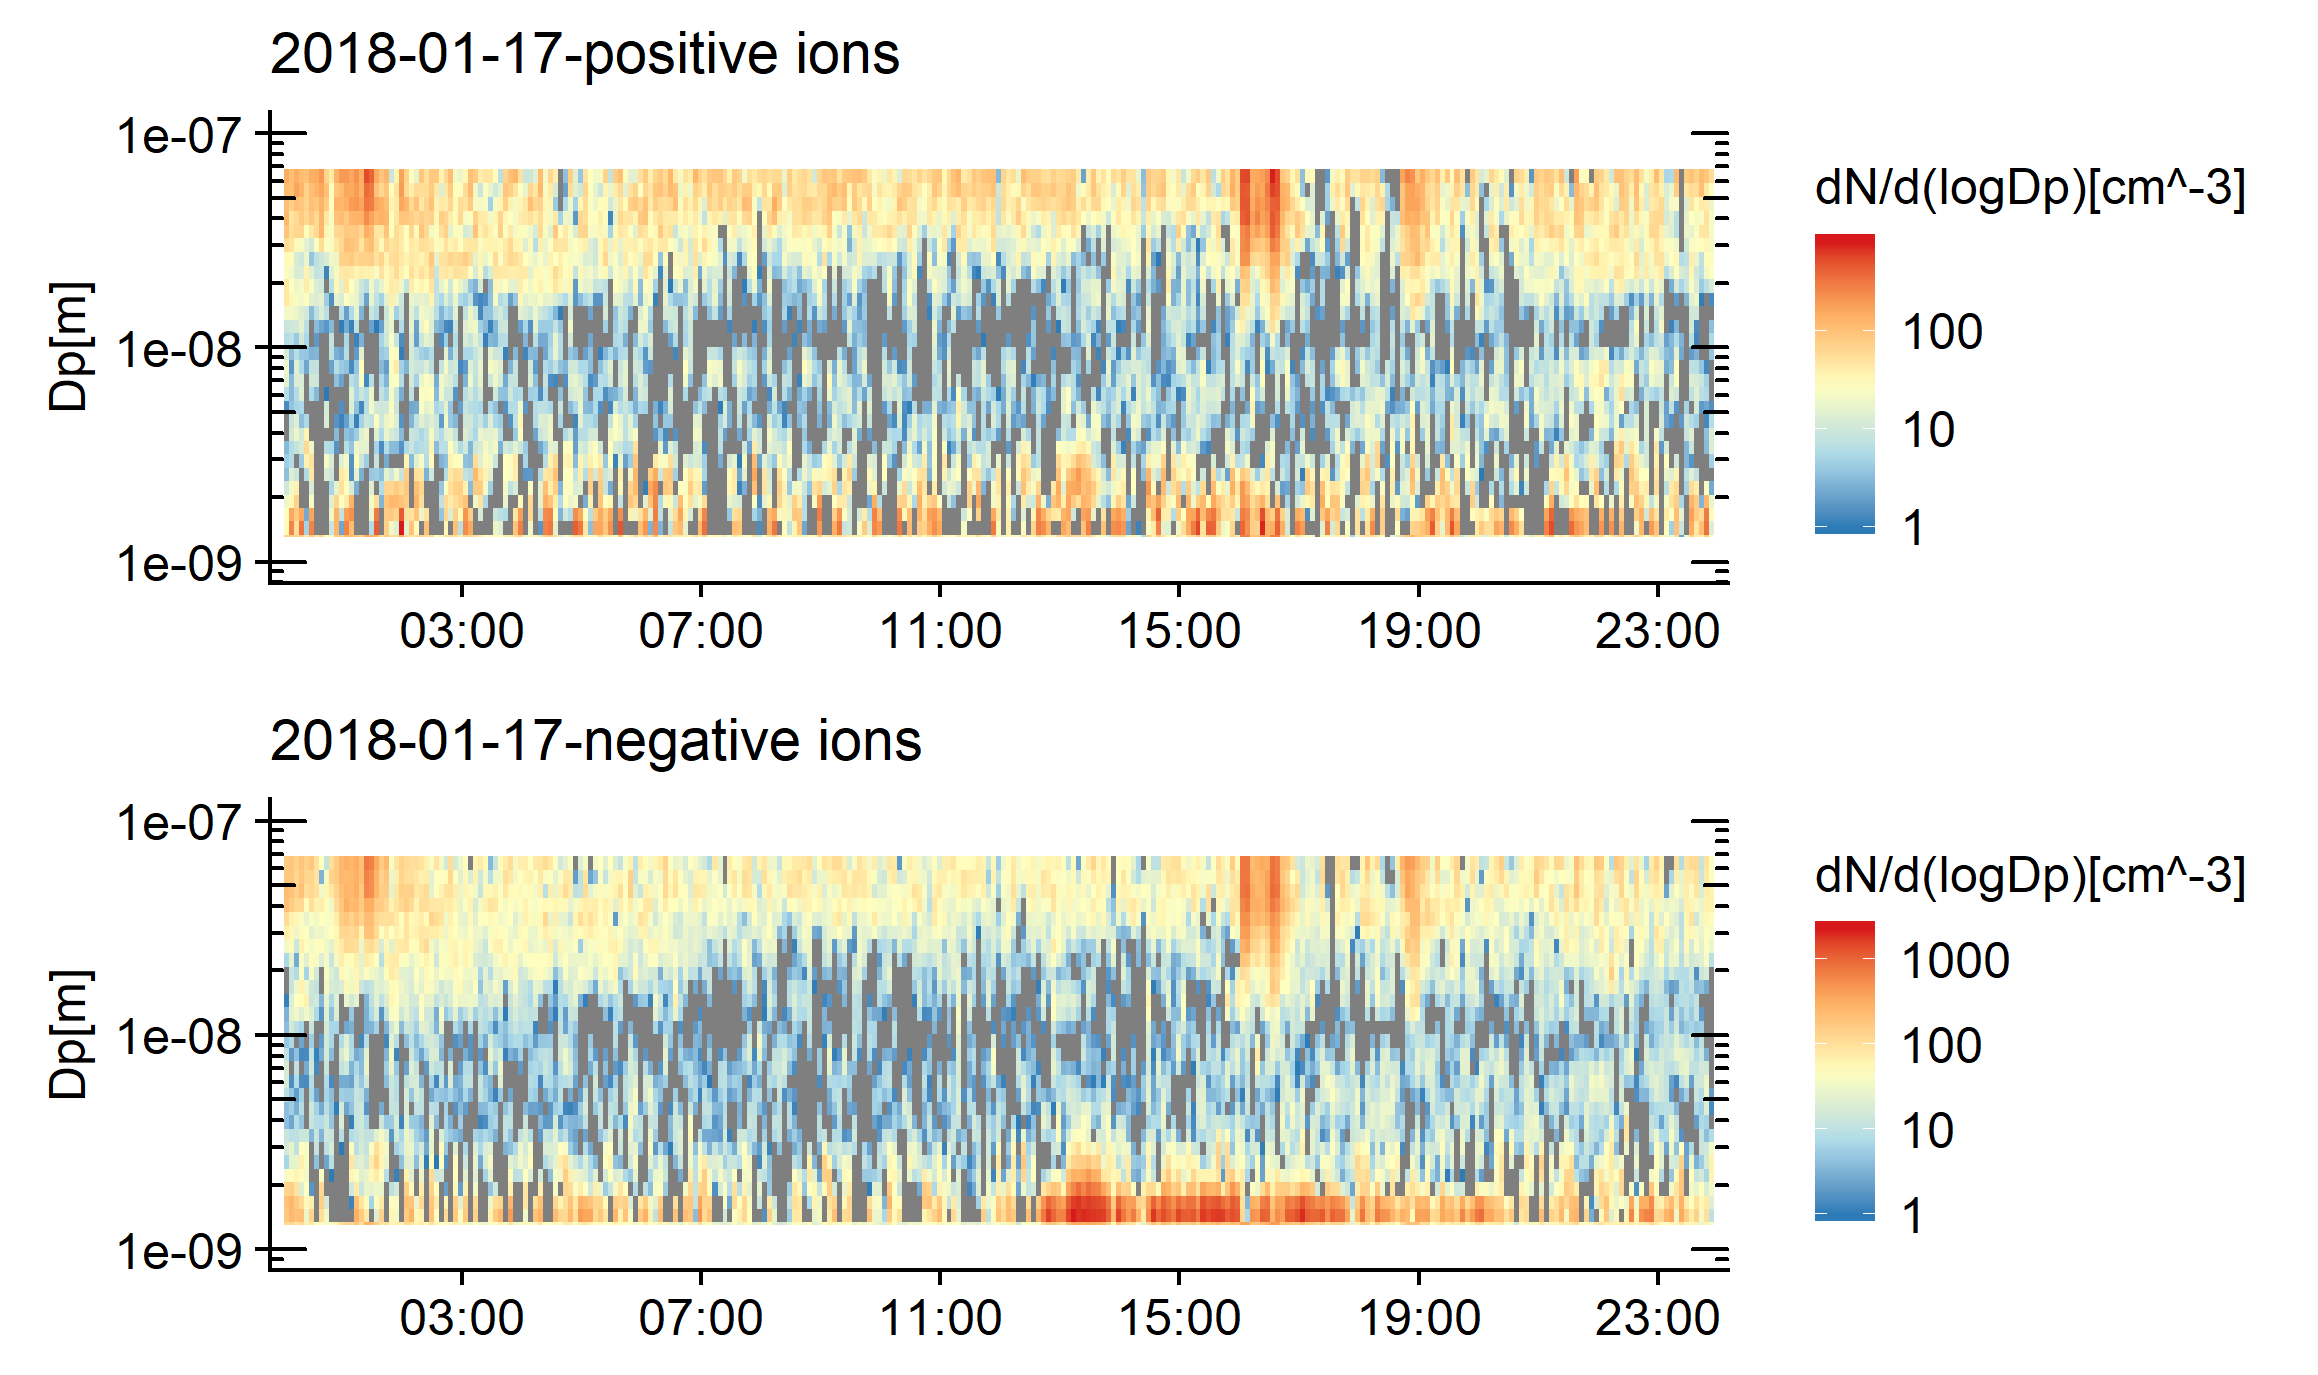 2018-01-17-positive ions
1e-07
1e-08
1e-09
Dp[m]
03:00 07:00 11:00 15:00 19:00 23:00
dN/d(logDp)[cm^-3]
100
10
1
2018-01-17-negative ions
1e-07
1e-08
1e-09
Dp[m]
03:00 07:00 11:00 15:00 19:00 23:00
dN/d(logDp)[cm^-3]
1000
100
10
1